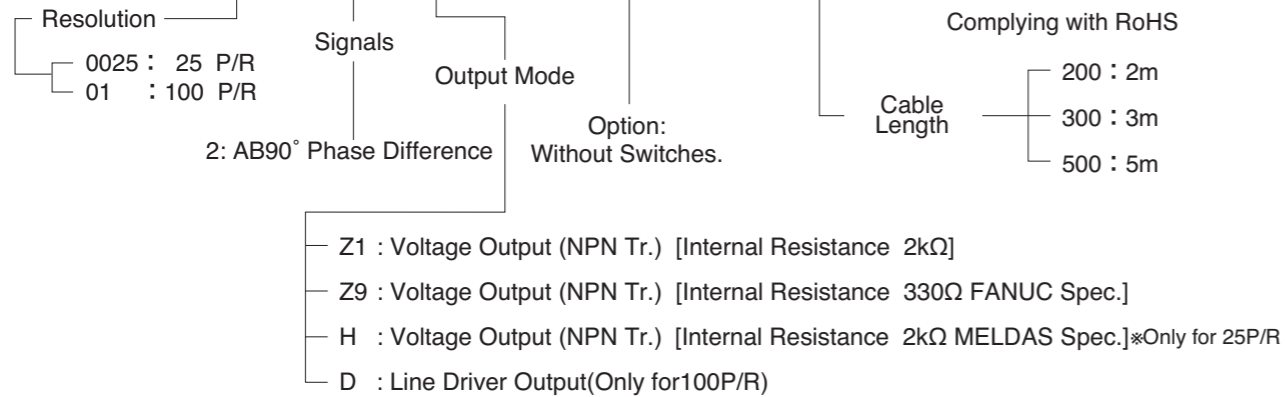 Resolution
0025 : 25 P/R
01 : 100 P/R
Signals
2: AB90° Phase Difference
Output Mode
Option:
Without Switches.
Complying with RoHS
Cable
Length
200 : 2m
300 : 3m
500 : 5m
Z1 : Voltage Output (NPN Tr.) [Internal Resistance 2kΩ]
Z9 : Voltage Output (NPN Tr.) [Internal Resistance 330Ω FANUC Spec.]
H : Voltage Output (NPN Tr.) [Internal Resistance 2kΩ MELDAS Spec.]※Only for 25P/R
D : Line Driver Output(Only for100P/R)